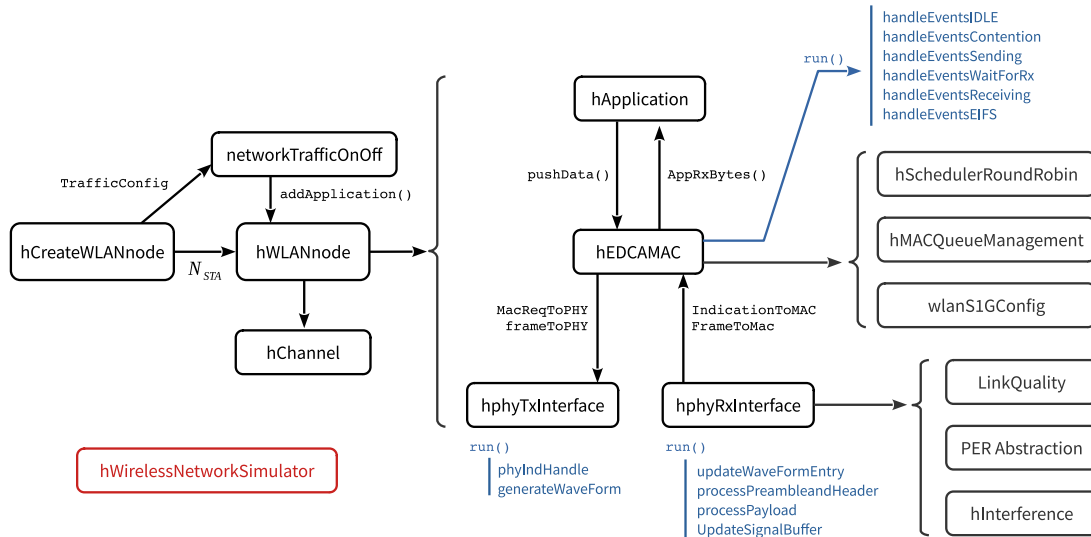 handleEventsIDLE
handleEventsContention
handleEventsSending
handleEventsWaitForRx
handleEventsReceiving
handleEventsEIFS
run()
hApplication
networkTrafficOnOff
TrafficConfig
addApplication()
pushData()
AppRxBytes()
hSchedulerRoundRobin
hCreateWLANnode
N STA
hWLANnode
hEDCAMAC
hMACQueueManagement
MacReqToPHY
frameToPHY
IndicationToMAC
FrameToMac
wlanS1GConfig
hChannel
hphyTxInterface
hphyRxInterface
LinkQuality
PER Abstraction
hInterference
hWirelessNetworkSimulator
run()
phyIndHandle
generateWaveForm
run()
updateWaveFormEntry
processPreambleandHeader
processPayload
UpdateSignalBuffer